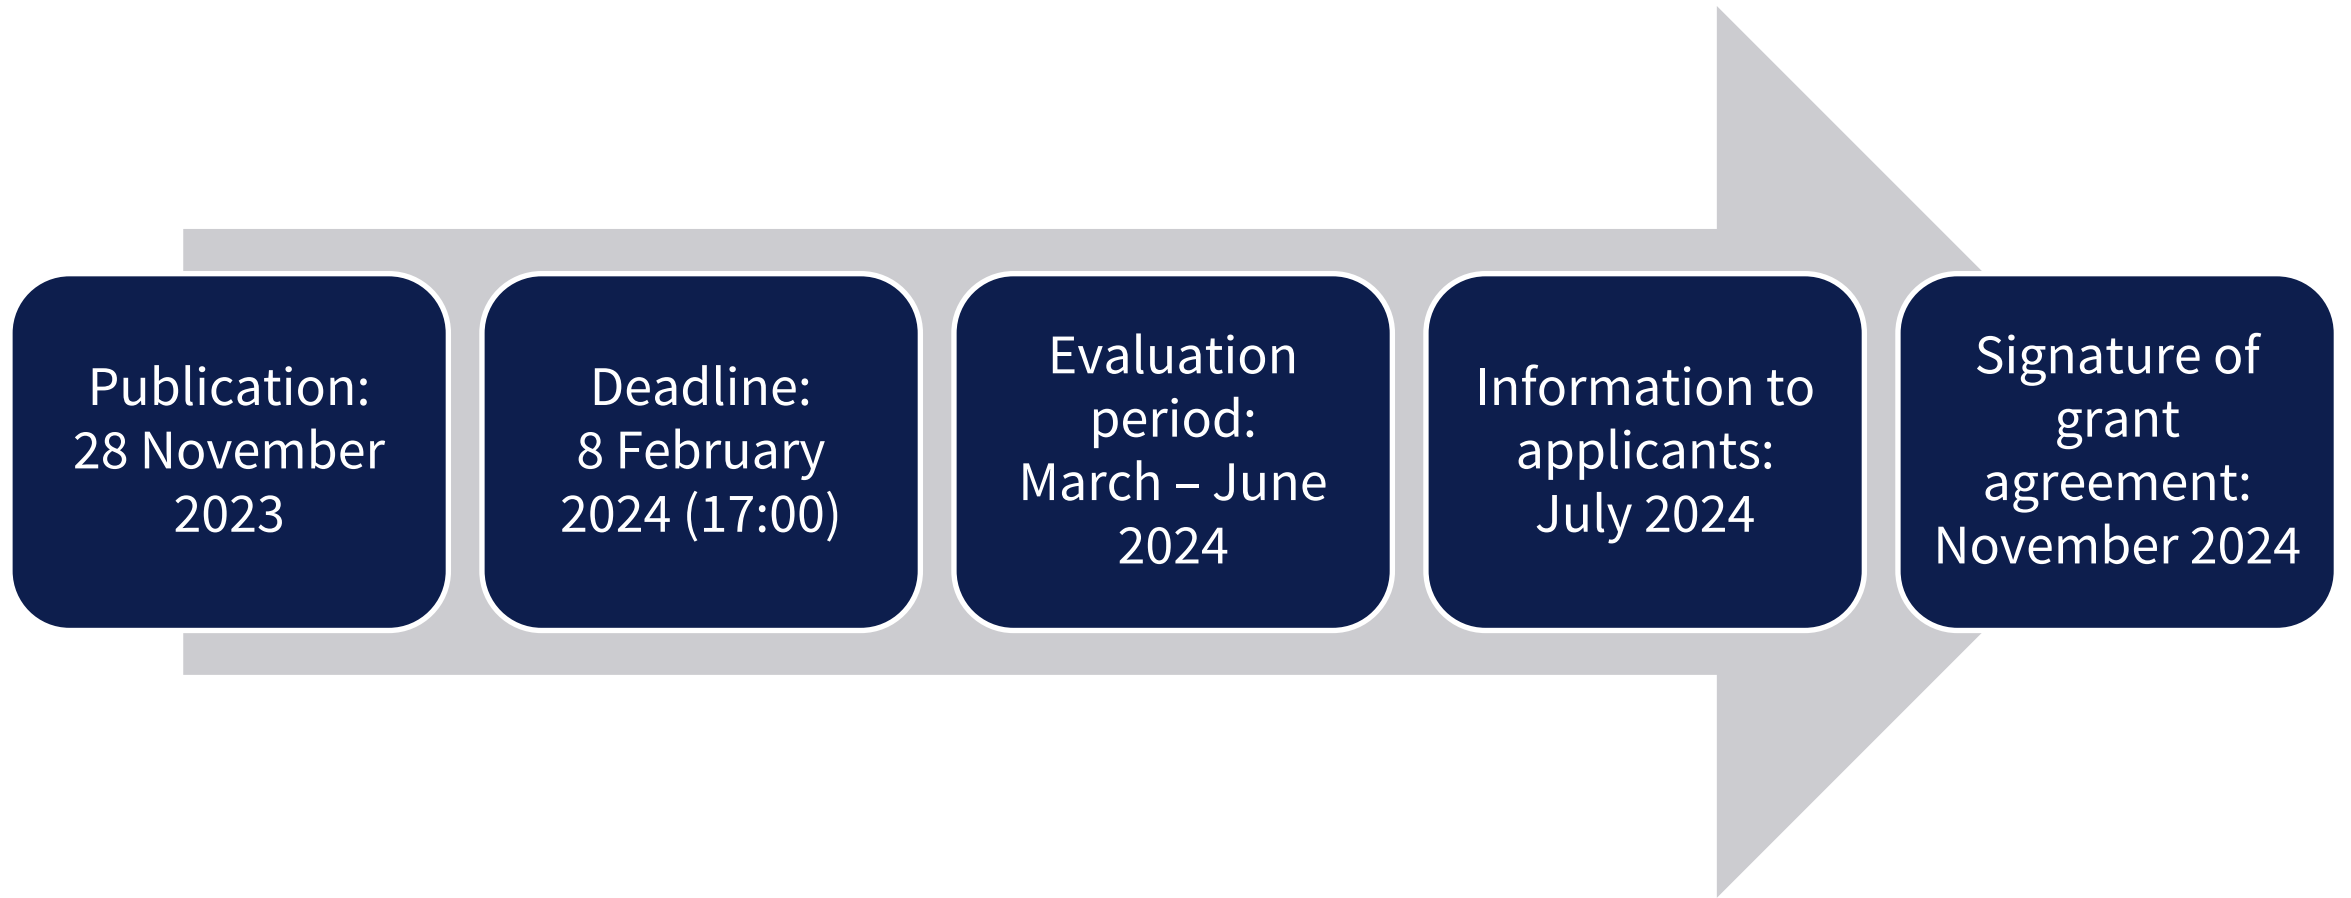 Publication:
28 November
2023
Deadline:
8 February
2024 (17:00)
Evaluation
period:
March – June
2024
Information to
applicants:
July 2024
Signature of
grant
agreement:
November 2024